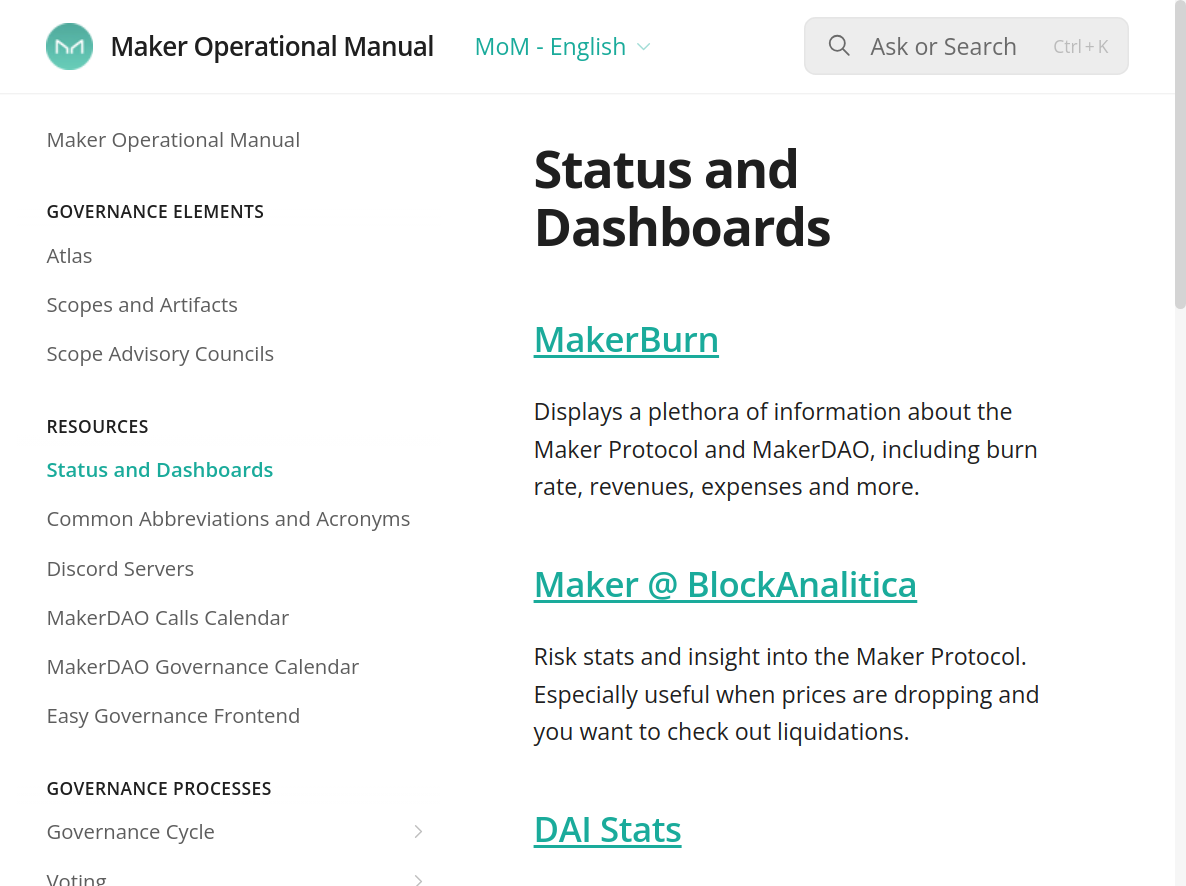 Maker Operational Manual
MoM - English
Ask or Search
Ctrl + K
Maker Operational Manual
GOVERNANCE ELEMENTS
Atlas
Scopes and Artifacts
Scope Advisory Councils
RESOURCES
Status and Dashboards
Common Abbreviations and Acronyms
Discord Servers
MakerDAO Calls Calendar
MakerDAO Governance Calendar
Easy Governance Frontend
GOVERNANCE PROCESSES
Governance Cycle
Voting
Status and
Dashboards
MakerBurn
Displays a plethora of information about the
Maker Protocol and MakerDAO, including burn
rate, revenues, expenses and more.
Maker @ BlockAnalitica
Risk stats and insight into the Maker Protocol.
Especially useful when prices are dropping and
you want to check out liquidations.
DAI Stats